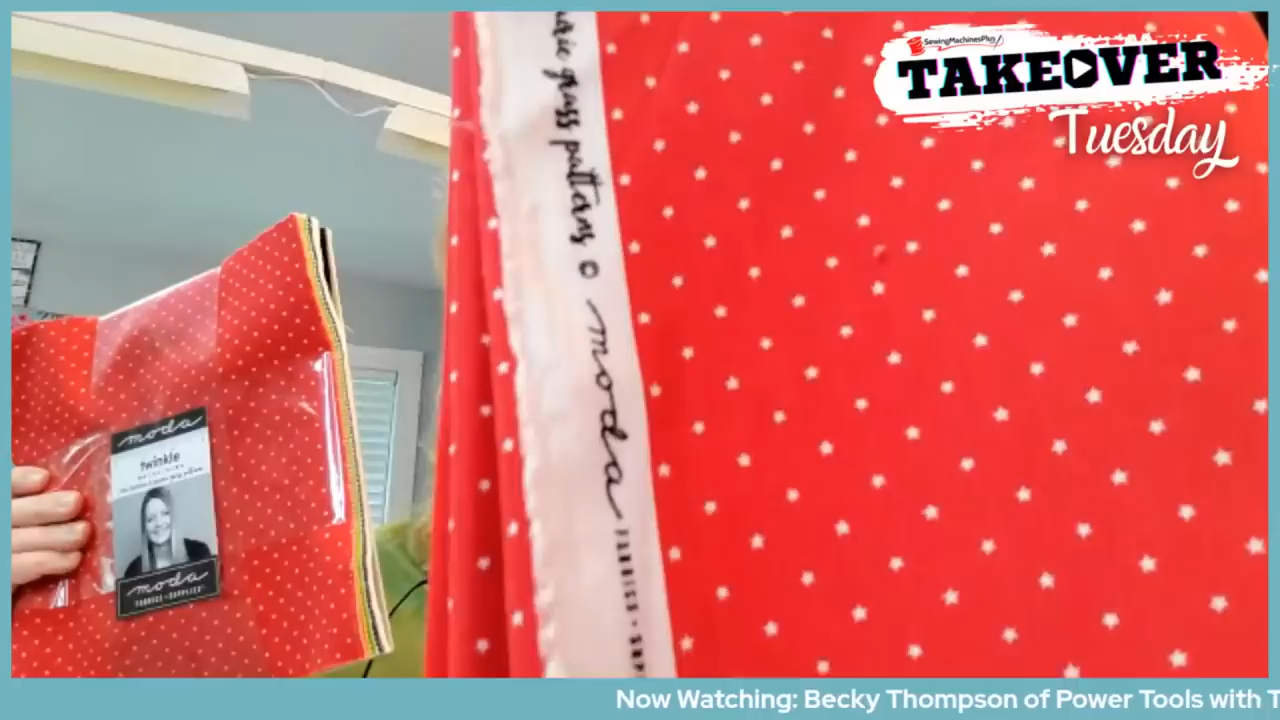 SewingMachinesPlus
TAKEOVER
Tuesday
grass patterns
moda
FABRICS + SUP
moda
twinkle
moda
FABRICS + SUPPLIES
Now Watching: Becky Thompson of Power Tools with T